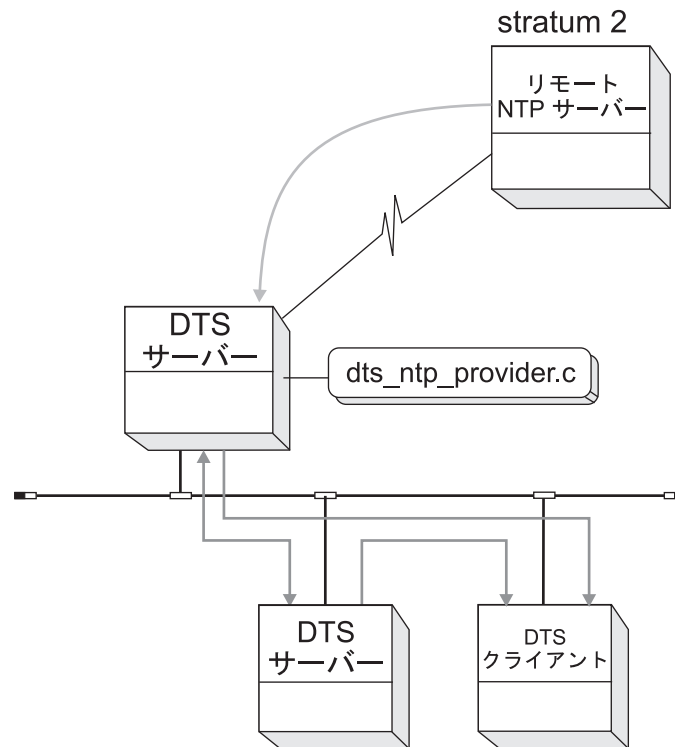 stratum 2
リモート
NTP サーバー
DTS
サーバー
dts_ntp_provider.c
DTS
サーバー
DTS
クライアント